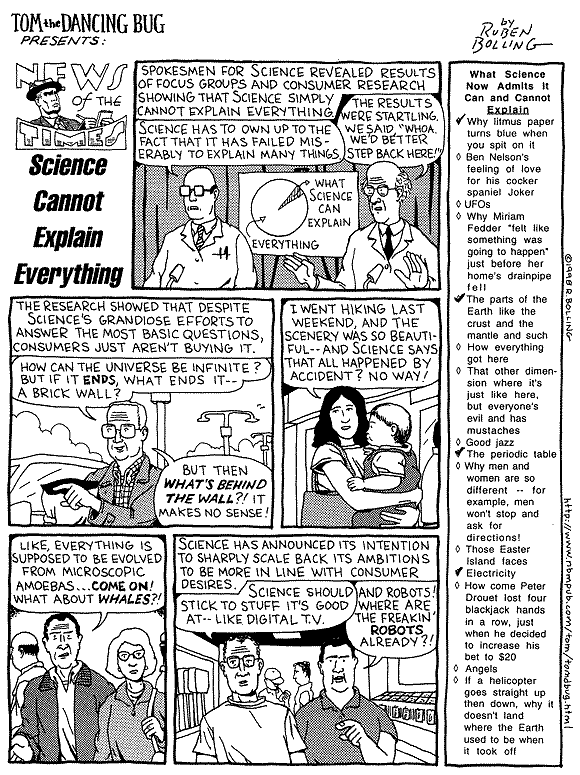 TOM the DANCING BUG
PRESENTS:
by
RUBEN
BOLLING
NEWS
OF THE
TIMES
Science
Cannot
Explain
Everything
SPOKESMEN FOR SCIENCE REVEALED RESULTS
OF FOCUS GROUPS AND CONSUMER RESEARCH
SHOWING THAT SCIENCE SIMPLY
CANNOT EXPLAIN EVERYTHING.
SCIENCE HAS TO OWN UP TO THE
FACT THAT IT HAS FAILED MIS-
ERABLY TO EXPLAIN MANY THINGS.
THE RESULTS
WERE STARTLING.
WE SAID, "WHOA.
WE'D BETTER
STEP BACK HERE!"
WHAT
SCIENCE
CAN
EXPLAIN
EVERYTHING
THE RESEARCH SHOWED THAT DESPITE
SCIENCE'S GRANDIOSE EFFORTS TO
ANSWER THE MOST BASIC QUESTIONS,
CONSUMERS JUST AREN'T BUYING IT.
HOW CAN THE UNIVERSE BE INFINITE?
BUT IF IT ENDS, WHAT ENDS IT--
A BRICK WALL?
BUT THEN
WHAT'S BEHIND
THE WALL?! IT
MAKES NO SENSE!
I WENT HIKING LAST
WEEKEND, AND THE
SCENERY WAS SO BEAUTI-
FUL--AND SCIENCE SAYS
THAT ALL HAPPENED BY
ACCIDENT? NO WAY!
LIKE, EVERYTHING IS
SUPPOSED TO BE EVOLVED
FROM MICROSCOPIC
AMOEBAS...COME ON!
WHAT ABOUT WHALES?!
SCIENCE HAS ANNOUNCED ITS INTENTION
TO SHARPLY SCALE BACK ITS AMBITIONS
TO BE MORE IN LINE WITH CONSUMER
DESIRES.
SCIENCE SHOULD
STICK TO STUFF IT'S GOOD
AT--LIKE DIGITAL T.V.
AND ROBOTS!
WHERE ARE
THE FREAKIN'
ROBOTS
ALREADY?!
What Science
Now Admits It
Can and Cannot
Explain
✔ Why litmus paper
turns blue when
you spit on it
◊ Ben Nelson's
feeling of love
for his cocker
spaniel Joker
◊ UFOs
◊ Why Miriam
Fedder "felt like
something was
going to happen"
just before her
home's drainpipe
fell
✔ The parts of the
Earth like the
crust and the
mantle and such
◊ How everything
got here
◊ That other dimen-
sion where it's
just like here,
but everyone's
evil and has
mustaches
◊ Good jazz
✔ The periodic table
◊ Why men and
women are so
different -- for
example, men
won't stop and
ask for
directions!
◊ Those Easter
Island faces
✔ Electricity
◊ How come Peter
Drouet lost four
blackjack hands
in a row, just
when he decided
to increase his
bet to $20
◊ Angels
◊ If a helicopter
goes straight up
then down, why it
doesn't land
where the Earth
used to be when
it took off
©1998 R. BOLLING
http://www.nbmpub.com/tom/tomdbug.html